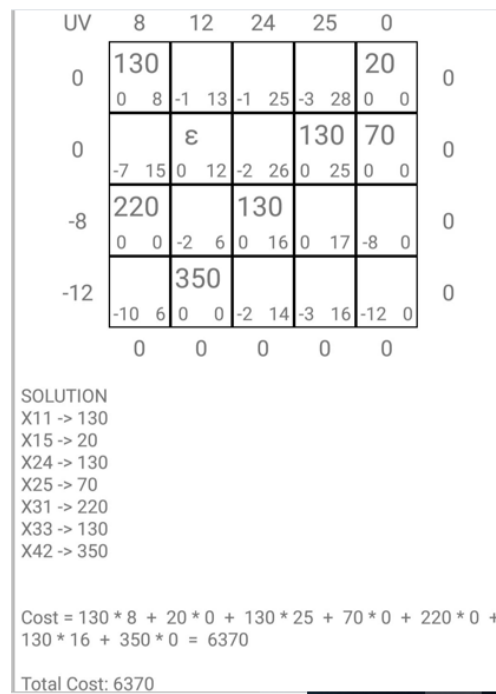 UV 8 12 24 25 0
130 20
0 0
0 8 -1 13 -1 25 -3 28 0 0
ε 130 70
0 0
-7 15 0 12 -2 26 0 25 0 0
220 130
-8 0
0 0 -2 6 0 16 0 17 -8 0
350
-12 0
-10 6 0 0 -2 14 -3 16 -12 0
0 0 0 0 0
SOLUTION
X11 -> 130
X15 -> 20
X24 -> 130
X25 -> 70
X31 -> 220
X33 -> 130
X42 -> 350
Cost = 130 * 8 + 20 * 0 + 130 * 25 + 70 * 0 + 220 * 0 +
130 * 16 + 350 * 0 = 6370
Total Cost: 6370